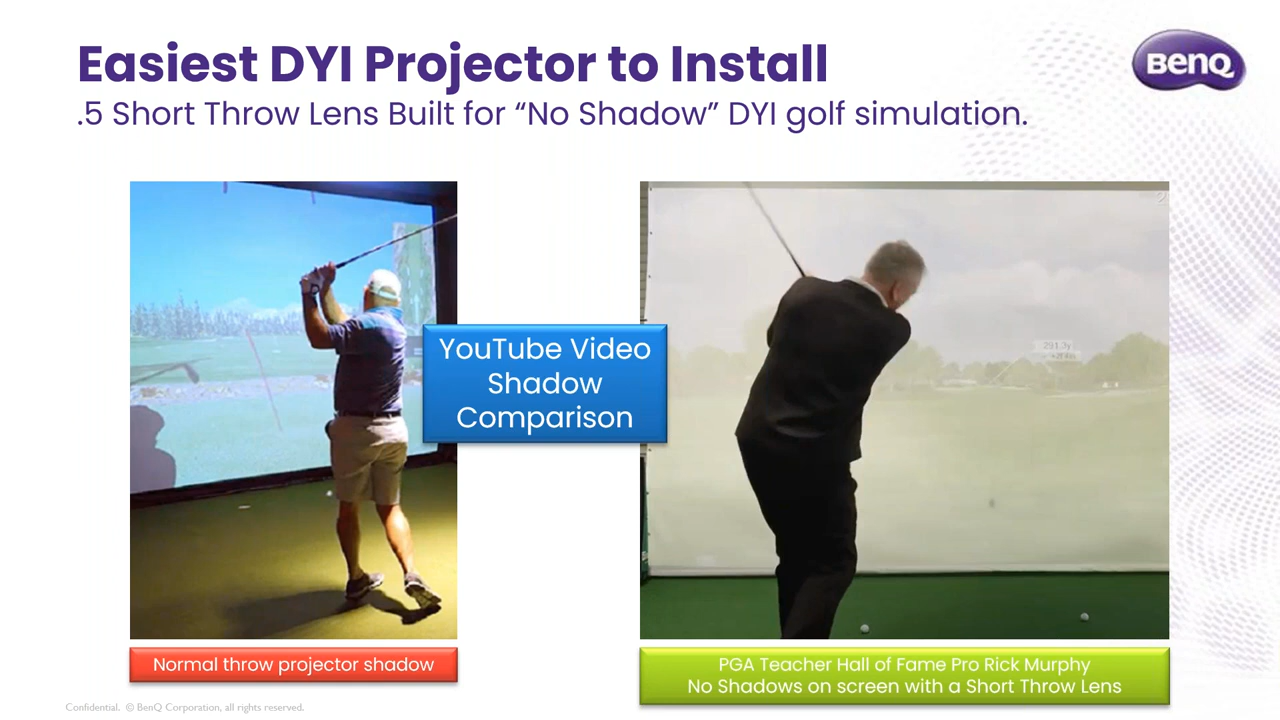 Easiest DYI Projector to Install
BenQ
.5 Short Throw Lens Built for “No Shadow” DYI golf simulation.
YouTube Video
Shadow
Comparison
Normal throw projector shadow
PGA Teacher Hall of Fame Pro Rick Murphy
No Shadows on screen with a Short Throw Lens
Confidential. © BenQ Corporation, all rights reserved.